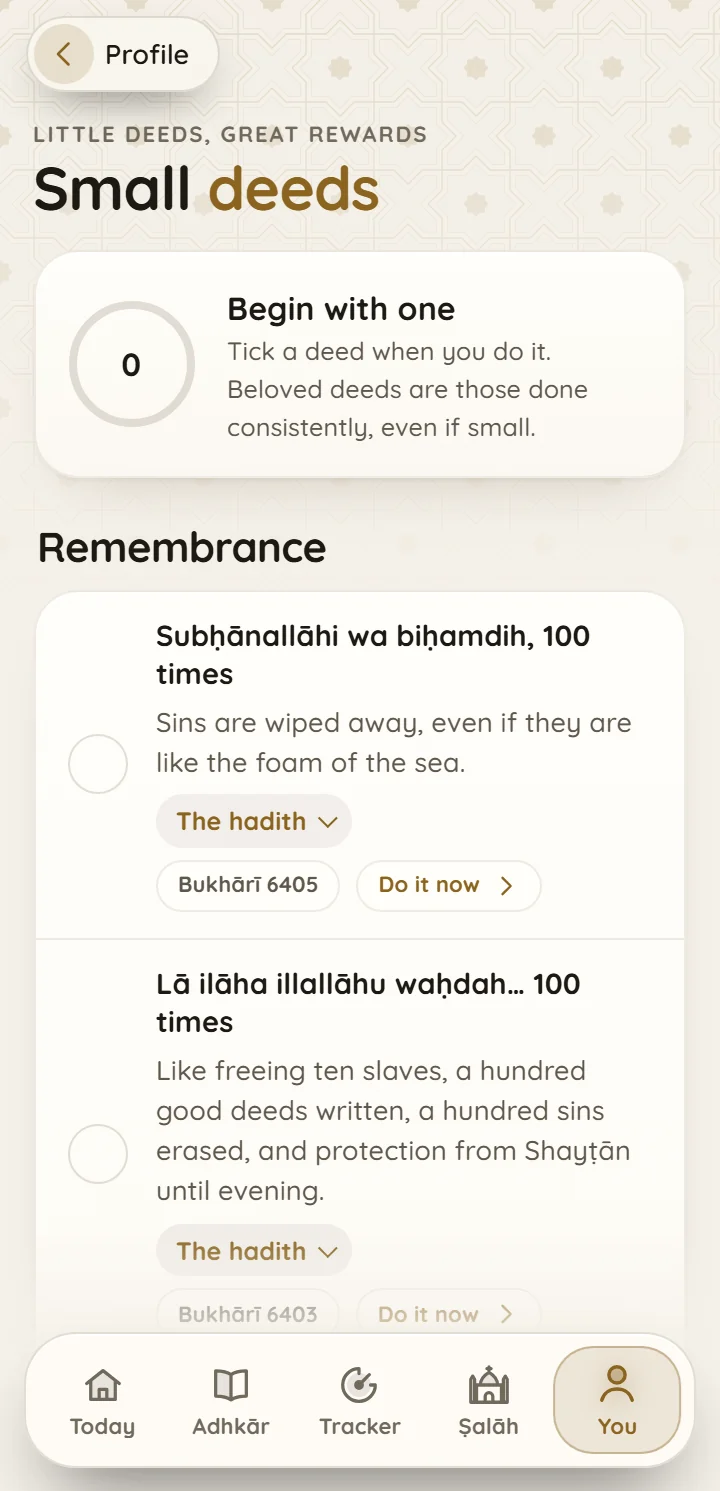 Profile
LITTLE DEEDS, GREAT REWARDS
Small deeds
0
Begin with one
Tick a deed when you do it.
Beloved deeds are those done
consistently, even if small.
Remembrance
Subḥānallāhi wa biḥamdih, 100
times
Sins are wiped away, even if they are
like the foam of the sea.
The hadith
Bukhārī 6405
Do it now
Lā ilāha illallāhu waḥdah… 100
times
Like freeing ten slaves, a hundred
good deeds written, a hundred sins
erased, and protection from Shayṭān
until evening.
The hadith
Bukhārī 6403
Do it now
Today
Adhkār
Tracker
Ṣalāh
You